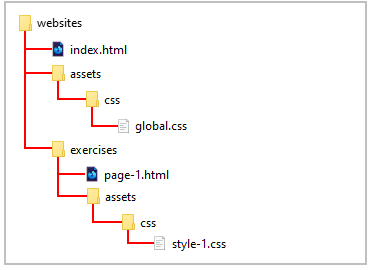 websites
index.html
assets
css
global.css
exercises
page-1.html
assets
css
style-1.css